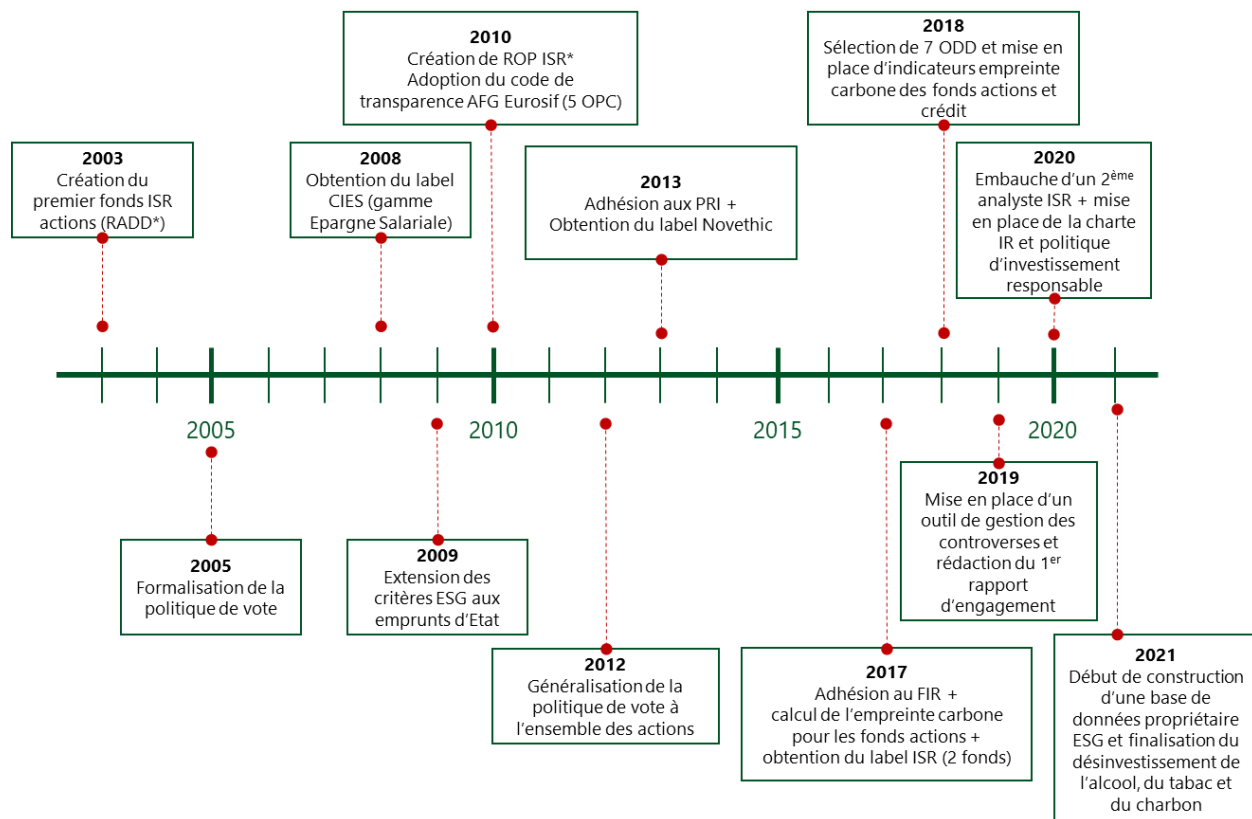 2003
Création du
premier fonds ISR
actions (RADD*)
2008
Obtention du label
CIES (gamme
Epargne Salariale)
2010
Création de ROP ISR*
Adoption du code de
transparence AFG Eurosif (5 OPC)
2013
Adhésion aux PRI +
Obtention du label Novethic
2018
Sélection de 7 ODD et mise en
place d'indicateurs empreinte
carbone des fonds actions et
crédit
2020
Embauche d'un 2ème
analyste ISR + mise
en place de la charte
IR et politique
d'investissement
responsable
2005
2010
2015
2020
2005
Formalisation de la
politique de vote
2009
Extension des
critères ESG aux
emprunts d'Etat
2012
Généralisation de la
politique de vote à
l'ensemble des actions
2017
Adhésion au FIR +
calcul de l'empreinte carbone
pour les fonds actions +
obtention du label ISR (2 fonds)
2019
Mise en place d'un
outil de gestion des
controverses et
rédaction du 1er
rapport
d'engagement
2021
Début de construction
d'une base de
données propriétaire
ESG et finalisation du
désinvestissement de
l'alcool, du tabac et
du charbon